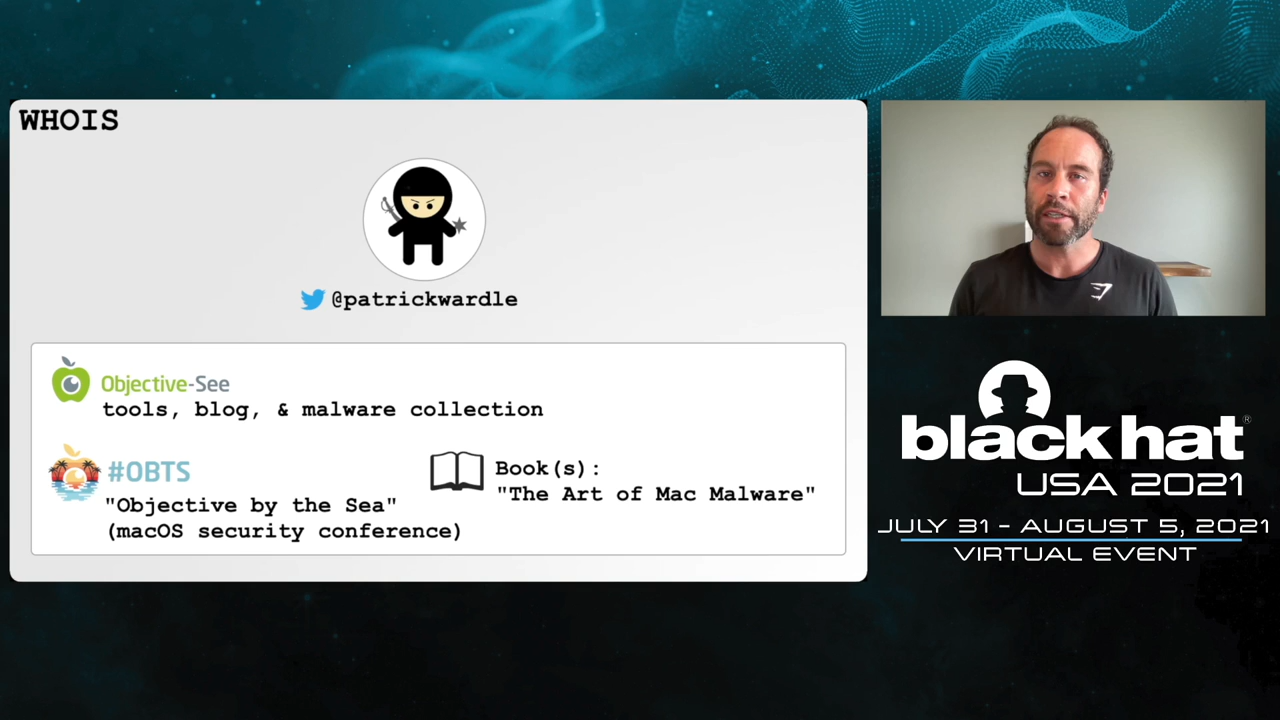 WHOIS
@patrickwardle
Objective-See
tools, blog, & malware collection
#OBTS
"Objective by the Sea"
(macOS security conference)
Book(s):
"The Art of Mac Malware"
black hat®
USA 2021
JULY 31 - AUGUST 5, 2021
VIRTUAL EVENT